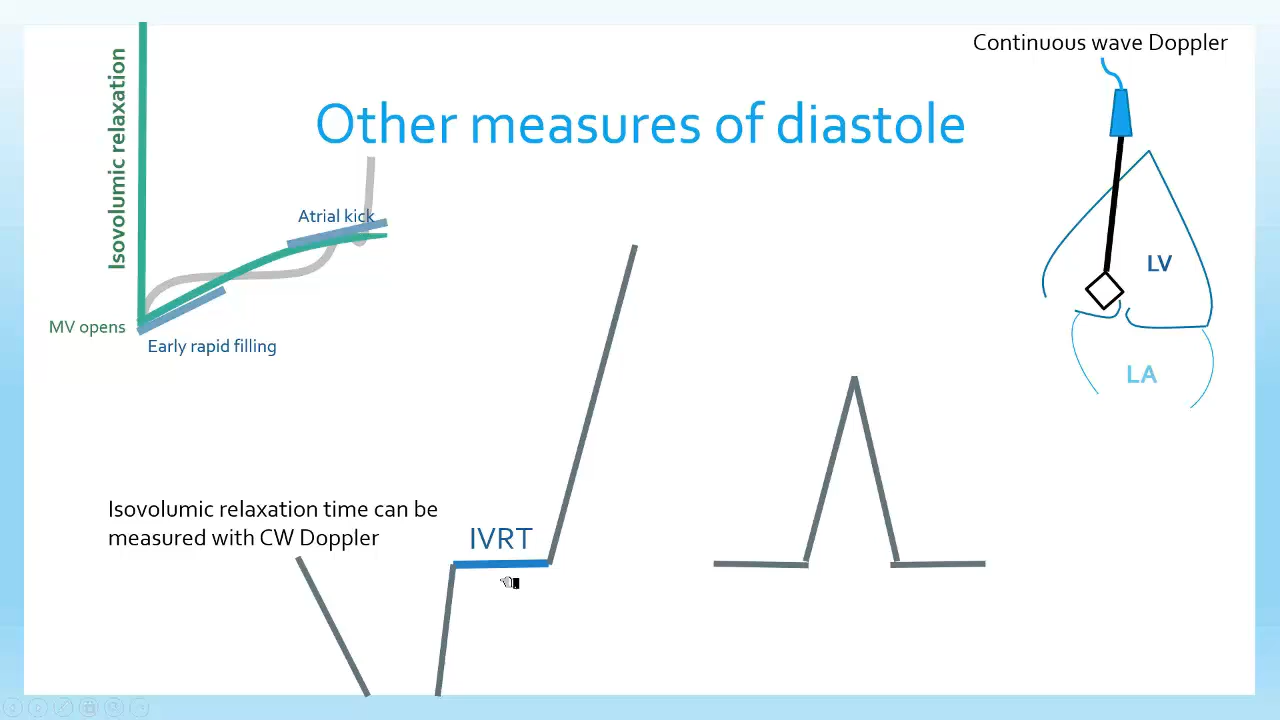 Continuous wave Doppler
Other measures of diastole
Isovolumic relaxation
Atrial kick
MV opens
Early rapid filling
LV
LA
Isovolumic relaxation time can be
measured with CW Doppler
IVRT